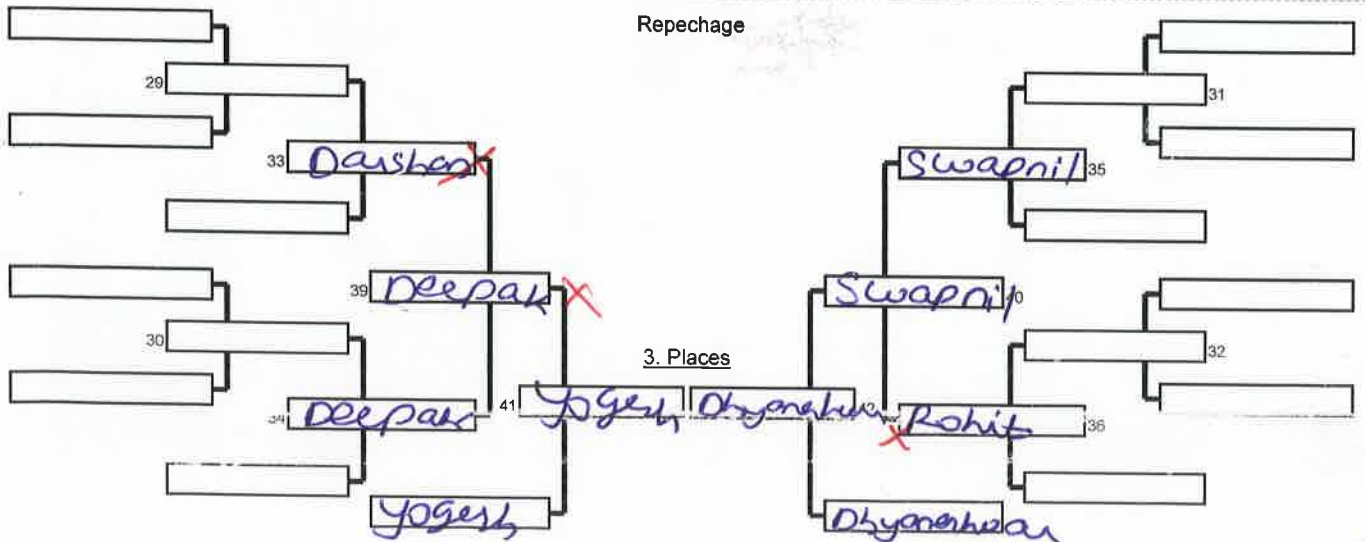 Repechage
29
31
33 Darshan
Swapnil 35
39 Deepak
Swapnil 0
30
32
3. Places
34 Deepak
41 Yogesh Dhyaneshwar
Rohit 36
Yogesh
Dhyaneshwar